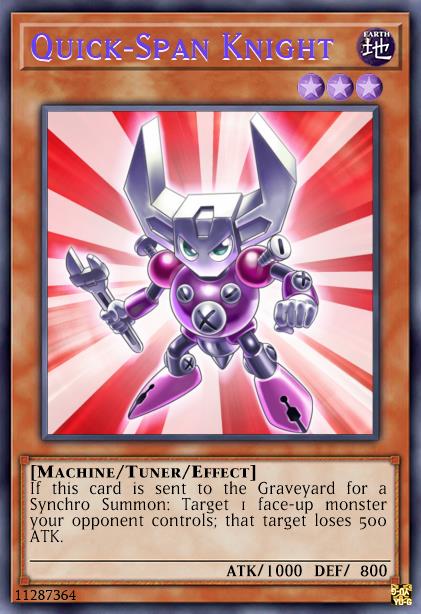 Quick-Span Knight
EARTH
地
[Machine/Tuner/Effect]
If this card is sent to the Graveyard for a
Synchro Summon: Target 1 face-up monster
your opponent controls; that target loses 500
ATK.
ATK/1000 DEF/ 800
11287364